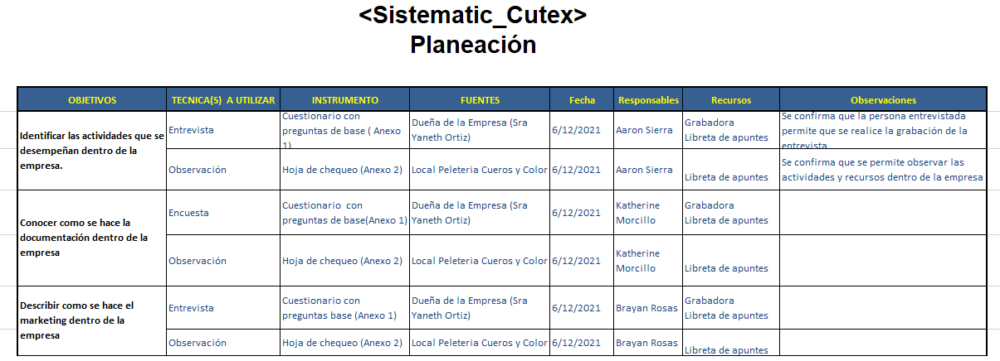 <Sistematic_Cutex>
Planeación
OBJETIVOS TECNICA(S) A UTILIZAR INSTRUMENTO FUENTES Fecha Responsables Recursos Observaciones
Identificar las actividades que se
desempeñan dentro de la
empresa.
Entrevista
Cuestionario con
preguntas de base ( Anexo
1)
Dueña de la Empresa (Sra
Yaneth Ortiz)
6/12/2021
Aaron Sierra
Grabadora
Libreta de apuntes
Se confirma que la persona entrevistada
permite que se realice la grabación de la
entrevista
Observación
Hoja de chequeo (Anexo 2)
Local Peleteria Cueros y Color
6/12/2021
Aaron Sierra
Libreta de apuntes
Se confirma que se permite observar las
actividades y recursos dentro de la empresa
Conocer como se hace la
documentación dentro de la
empresa
Encuesta
Cuestionario con
preguntas de base(Anexo 1)
Dueña de la Empresa (Sra
Yaneth Ortiz)
6/12/2021
Katherine
Morcillo
Grabadora
Libreta de apuntes
Observación
Hoja de chequeo (Anexo 2)
Local Peleteria Cueros y Color
6/12/2021
Katherine
Morcillo
Libreta de apuntes
Describir como se hace el
marketing dentro de la
empresa
Entrevista
Cuestionario con
preguntas base (Anexo 1)
Dueña de la Empresa (Sra
Yaneth Ortiz)
6/12/2021
Brayan Rosas
Grabadora
Libreta de apuntes
Observación
Hoja de chequeo (Anexo 2)
Local Peleteria Cueros y Color
6/12/2021
Brayan Rosas
Libreta de apuntes